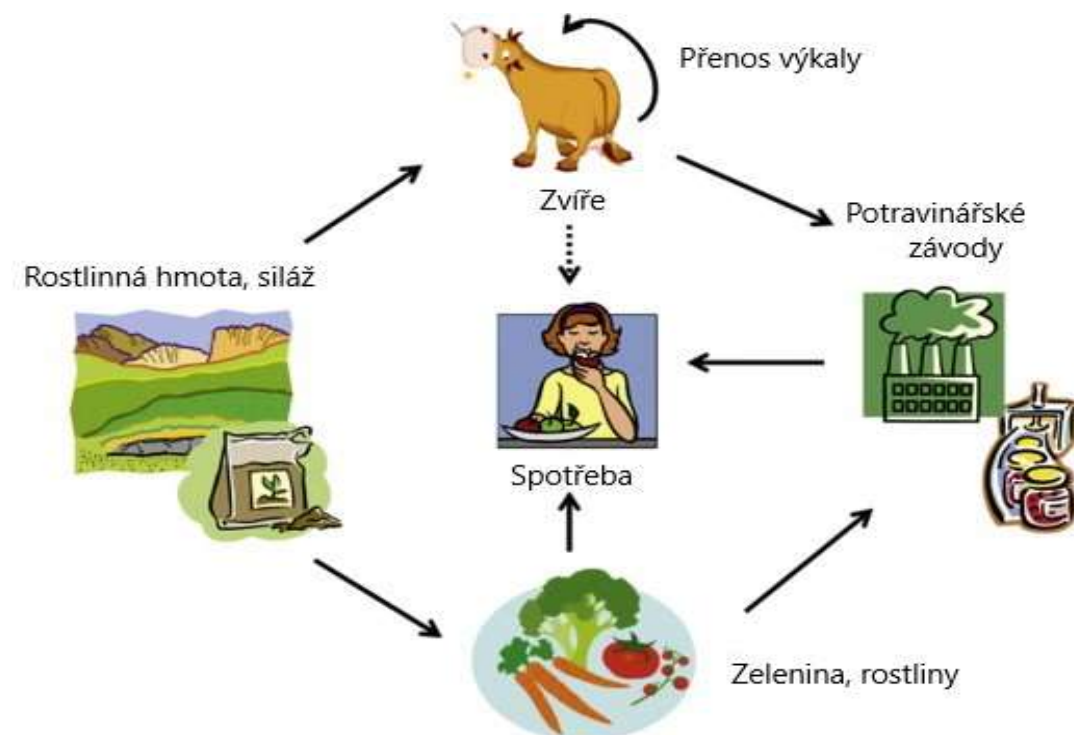 Přenos výkaly
Zvíře
Potravinářské
závody
Rostlinná hmota, siláž
Spotřeba
Zelenina, rostliny